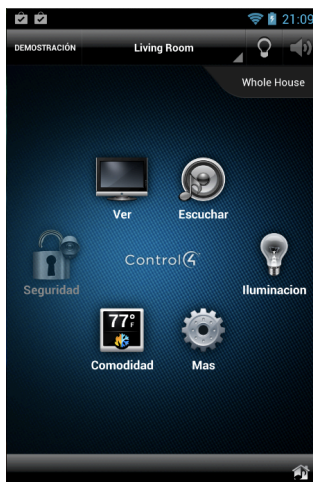 21:09
DEMOSTRACIÓN
Living Room
Whole House
Ver
Escuchar
Seguridad
Control4
Iluminacion
77°F
Comodidad
Mas